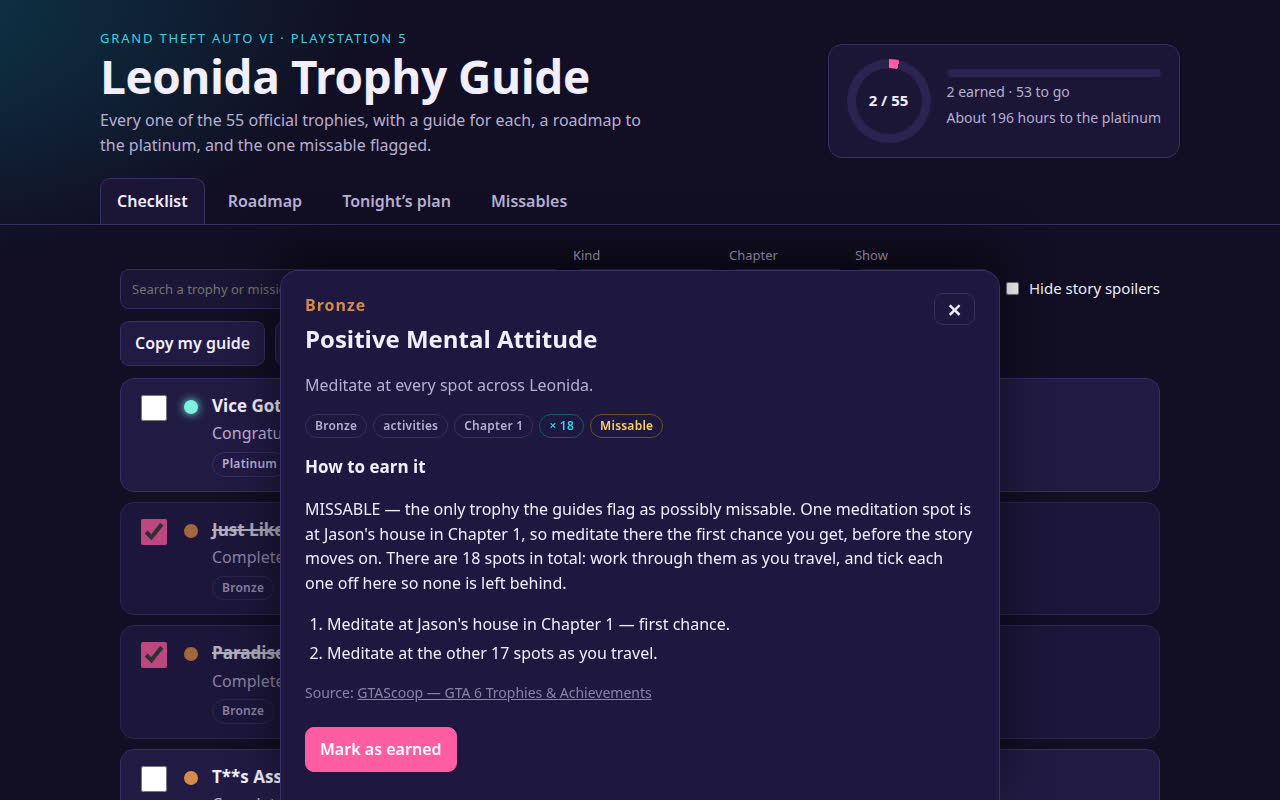 GRAND THEFT AUTO VI · PLAYSTATION 5
Leonida Trophy Guide
Every one of the 55 official trophies, with a guide for each, a roadmap to
the platinum, and the one missable flagged.
2 / 55
2 earned · 53 to go
About 196 hours to the platinum
Checklist
Roadmap
Tonight’s plan
Missables
Kind
Chapter
Show
Search a trophy or
Hide story spoilers
Copy my guide
Bronze
✕
Positive Mental Attitude
Meditate at every spot across Leonida.
Bronze
activities
Chapter 1
× 18
Missable
How to earn it
MISSABLE — the only trophy the guides flag as possibly missable. One meditation spot is
at Jason's house in Chapter 1, so meditate there the first chance you get, before the story
moves on. There are 18 spots in total: work through them as you travel, and tick each
one off here so none is left behind.
1. Meditate at Jason's house in Chapter 1 — first chance.
2. Meditate at the other 17 spots as you travel.
Source: GTAScoop — GTA 6 Trophies & Achievements
Mark as earned
Vice
Platinum
Just Like
Complete
Bronze
Complete
Bronze
T**s